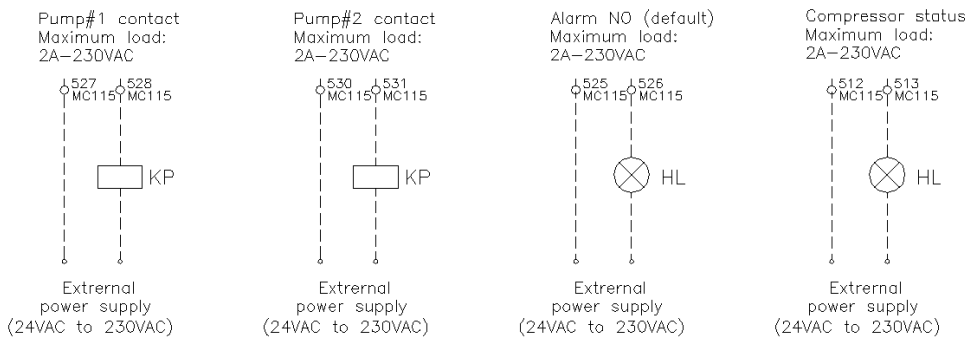 Pump#1 contact
Maximum load:
2A-230VAC
527 528
MC115 MC115
KP
Extrernal
power supply
(24VAC to 230VAC)
Pump#2 contact
Maximum load:
2A-230VAC
530 531
MC115 MC115
KP
Extrernal
power supply
(24VAC to 230VAC)
Alarm NO (default)
Maximum load:
2A-230VAC
525 526
MC115 MC115
HL
Extrernal
power supply
(24VAC to 230VAC)
Compressor status
Maximum load:
2A-230VAC
512 513
MC115 MC115
HL
Extrernal
power supply
(24VAC to 230VAC)